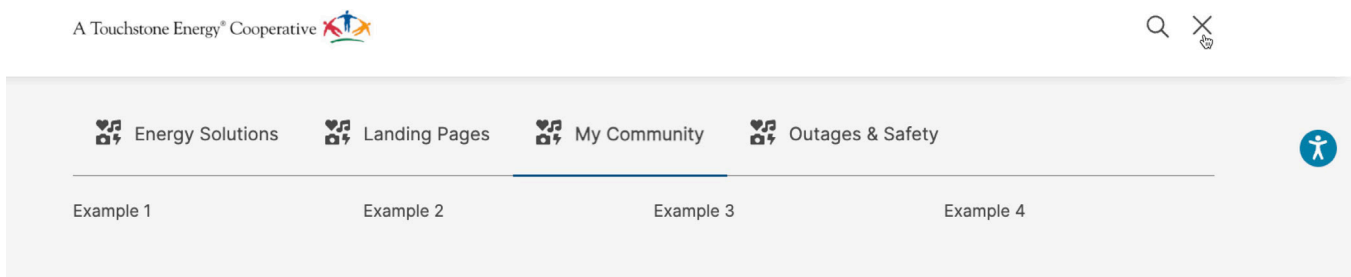 A Touchstone Energy® Cooperative
Energy Solutions Landing Pages My Community Outages & Safety
Example 1 Example 2 Example 3 Example 4